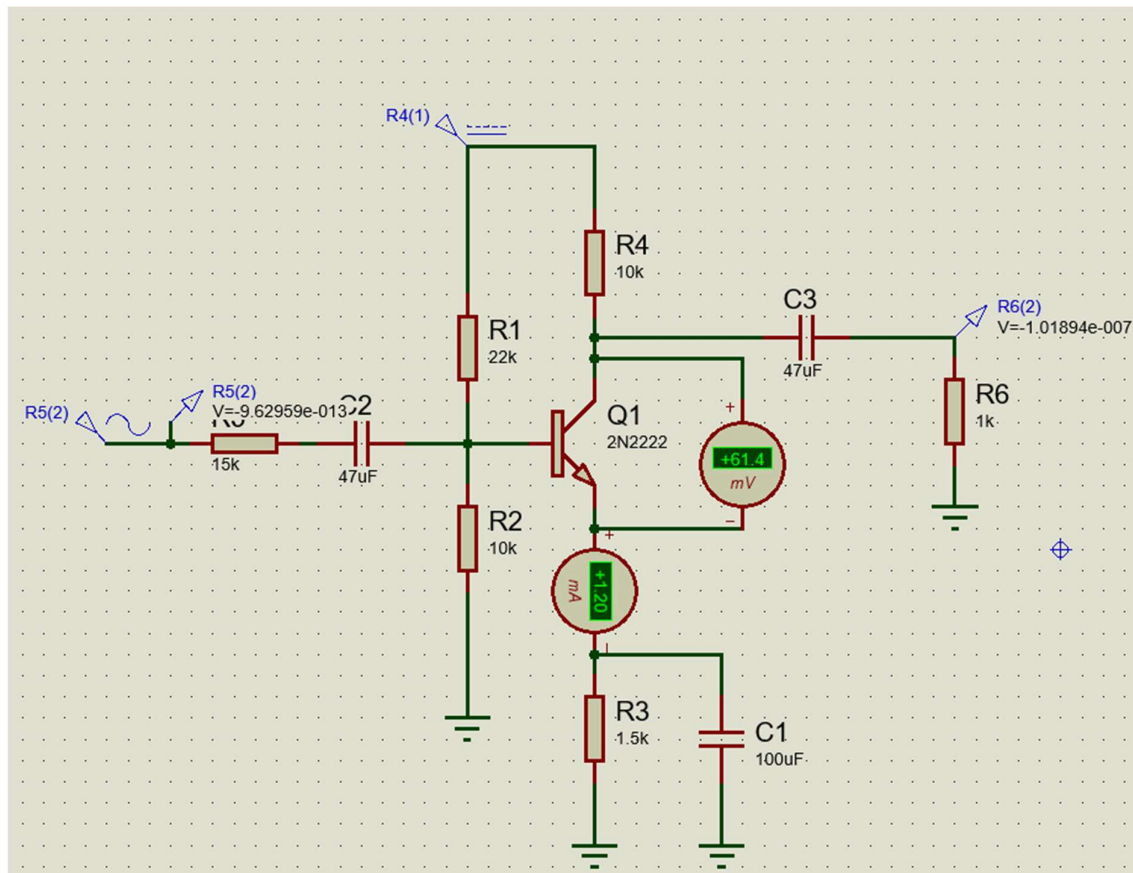 R4(1)
R4
10k
C3
47uF
R6(2)
V=-1.01894e-007
R6
1k
R1
22k
R5(2)
R5(2)
V=-9.62959e-013
C2
15k
47uF
Q1
2N2222
+
+61.4
mV
−
R2
10k
+
+1.20
mA
R3
1.5k
C1
100uF